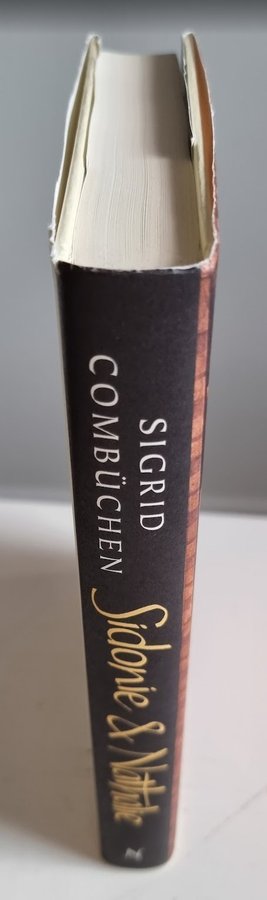 SIGRID
COMBÜCHEN
Sidonie & Nathalie